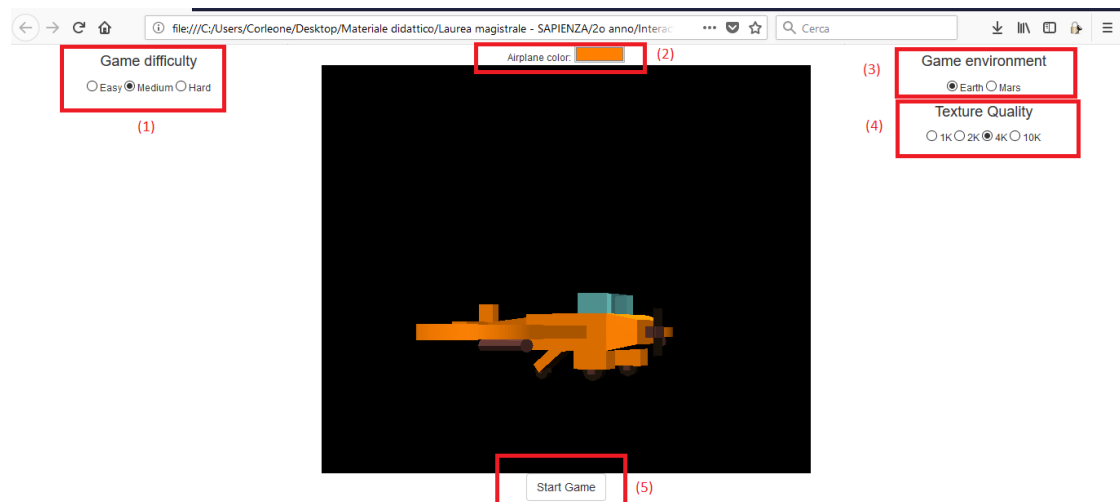 file:///C:/Users/Corleone/Desktop/Materiale didattico/Laurea magistrale - SAPIENZA/2o anno/Interac
Cerca
Game difficulty
Easy Medium Hard
(1)
Airplane color:
(2)
(3)
Game environment
Earth Mars
(4)
Texture Quality
1K 2K 4K 10K
Start Game
(5)